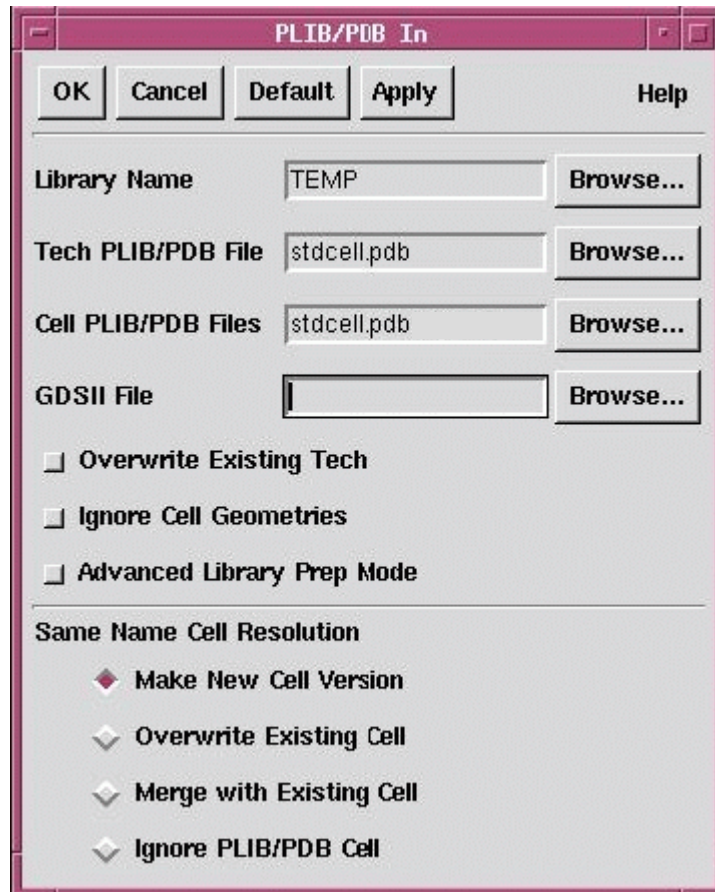 PLIB/PDB In
OK Cancel Default Apply Help
Library Name TEMP Browse...
Tech PLIB/PDB File stdcell.pdb Browse...
Cell PLIB/PDB Files stdcell.pdb Browse...
GDSII File Browse...
Overwrite Existing Tech
Ignore Cell Geometries
Advanced Library Prep Mode
Same Name Cell Resolution
Make New Cell Version
Overwrite Existing Cell
Merge with Existing Cell
Ignore PLIB/PDB Cell